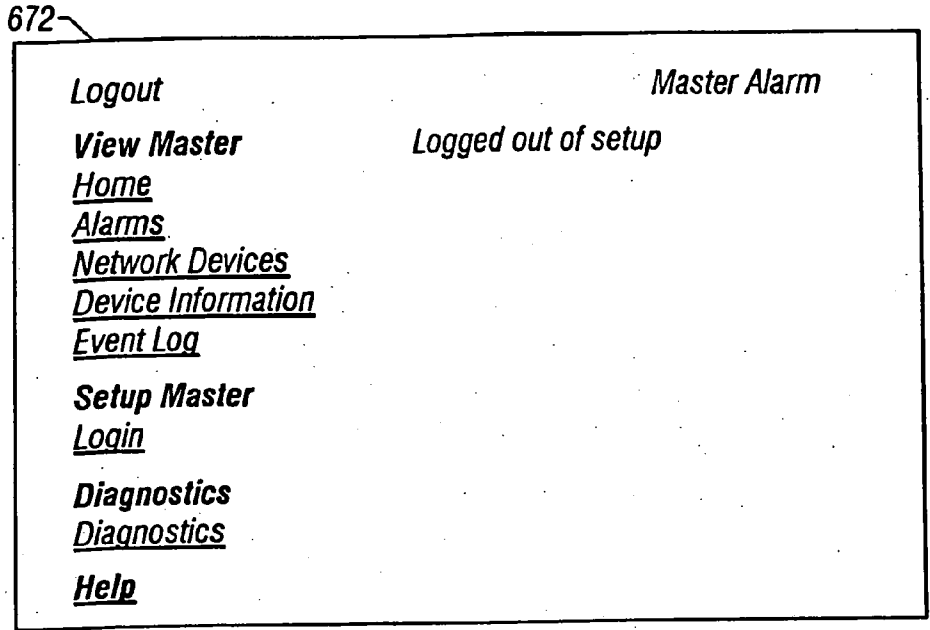 672
Logout Master Alarm
View Master Logged out of setup
Home
Alarms
Network Devices
Device Information
Event Log
Setup Master
Login
Diagnostics
Diagnostics
Help